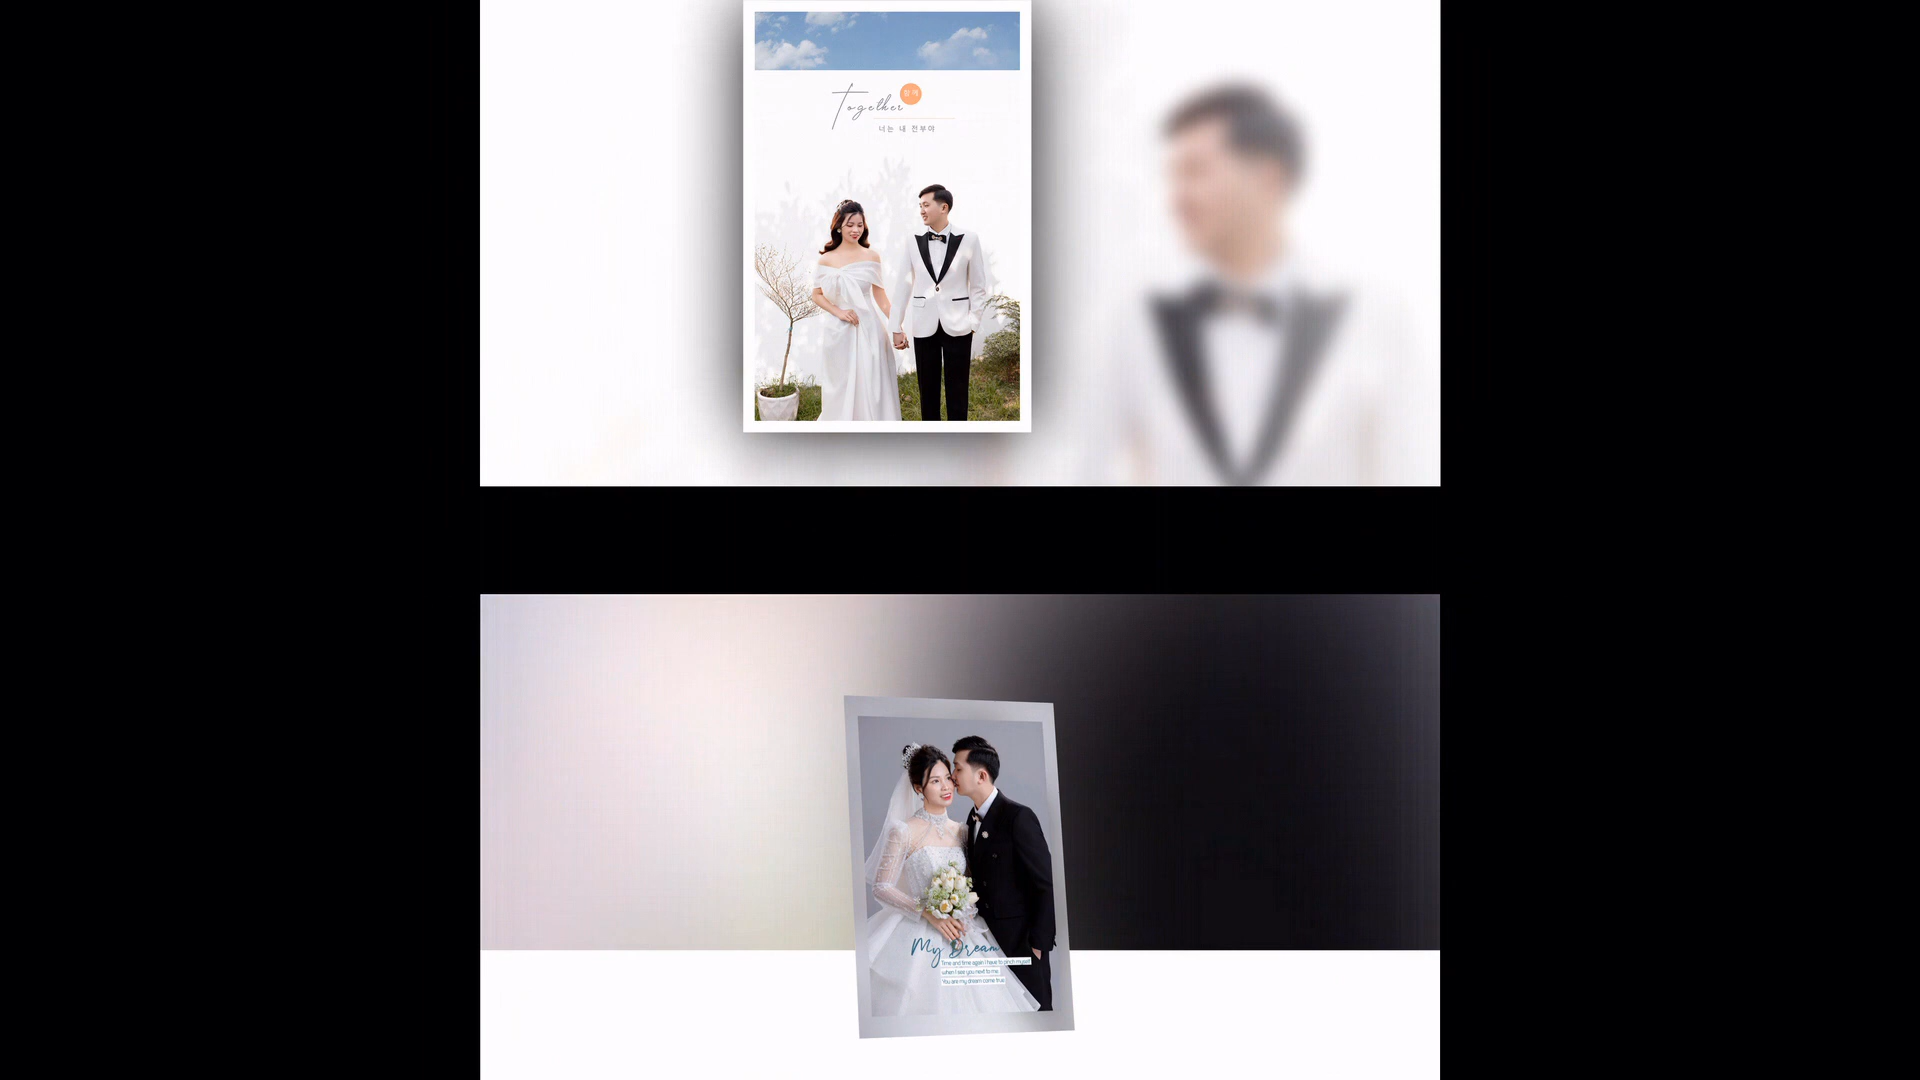 Together
함께
너는 내 전부야
My Dream
Time and time again I have to pinch myself
when I see you next to me
You are my dream come true